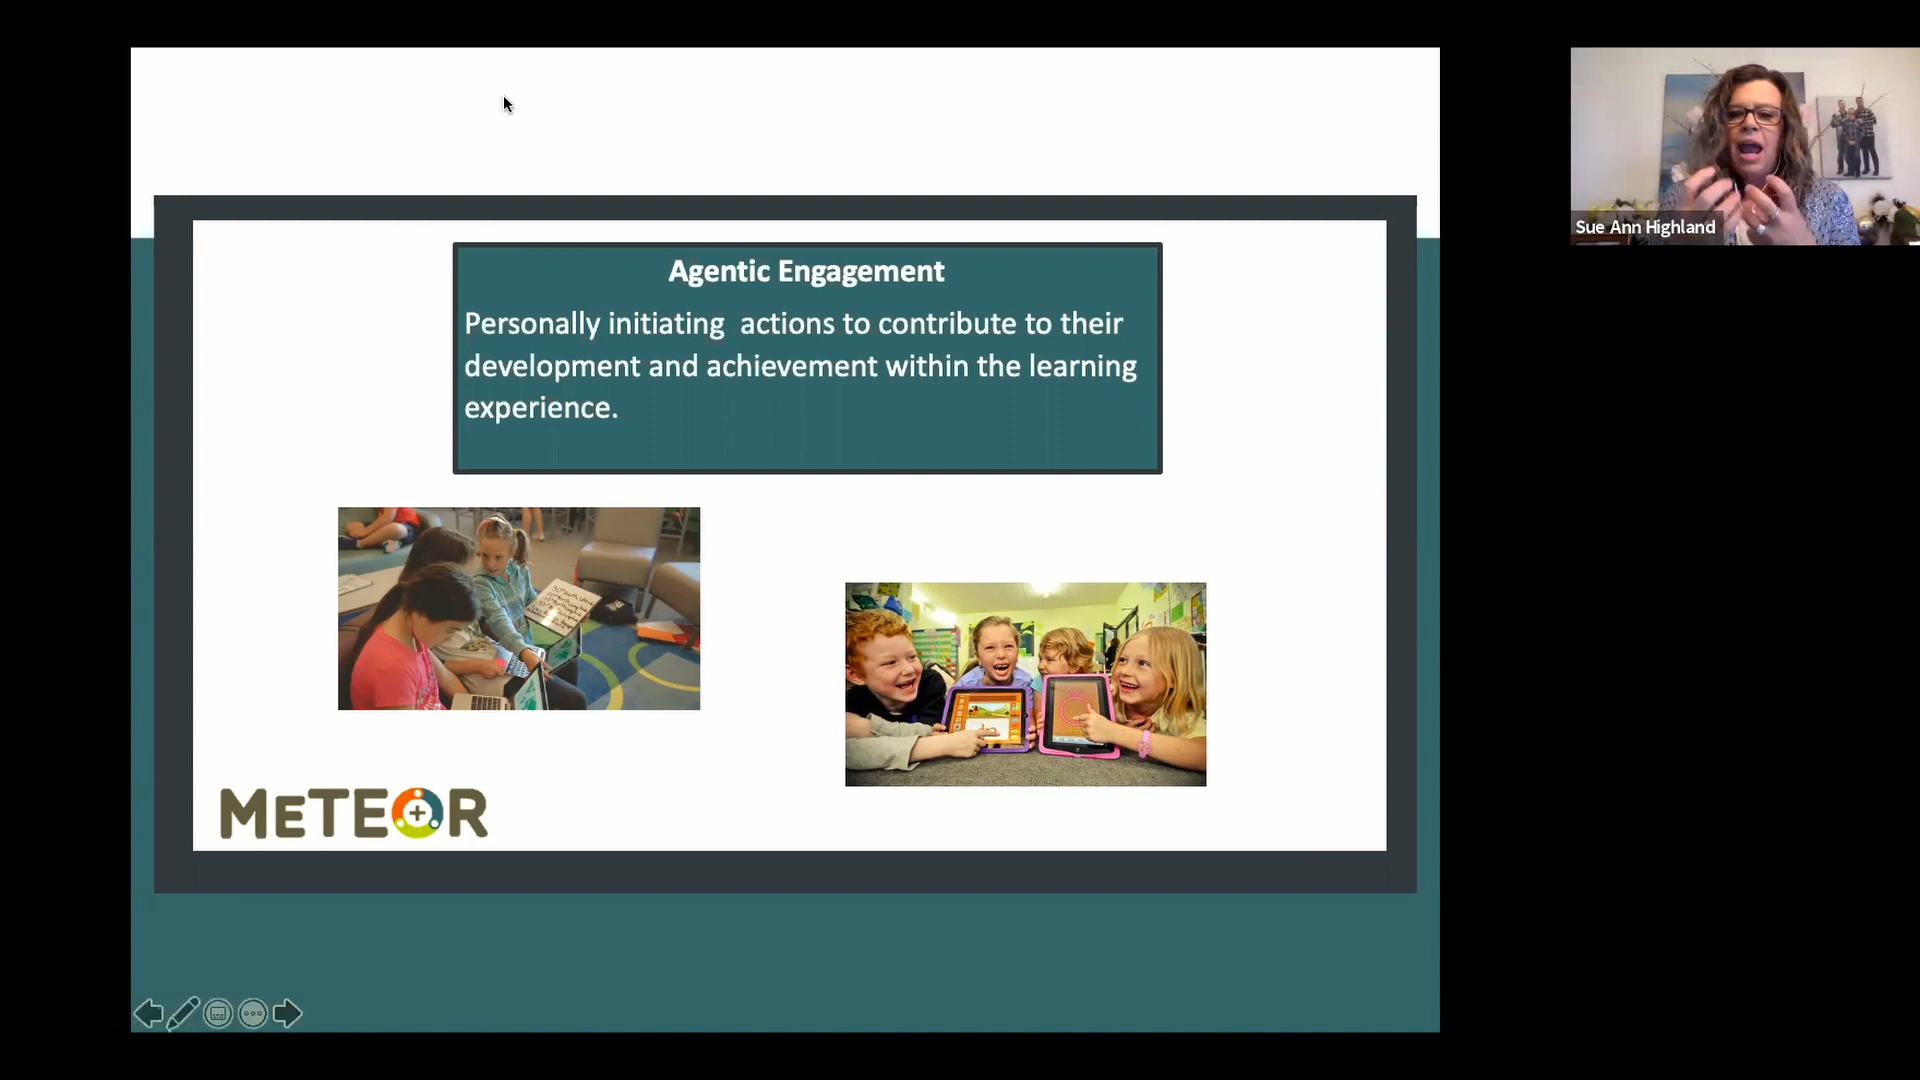 Agentic Engagement
Personally initiating  actions to contribute to their
development and achievement within the learning
experience.
METEOR
Sue Ann Highland